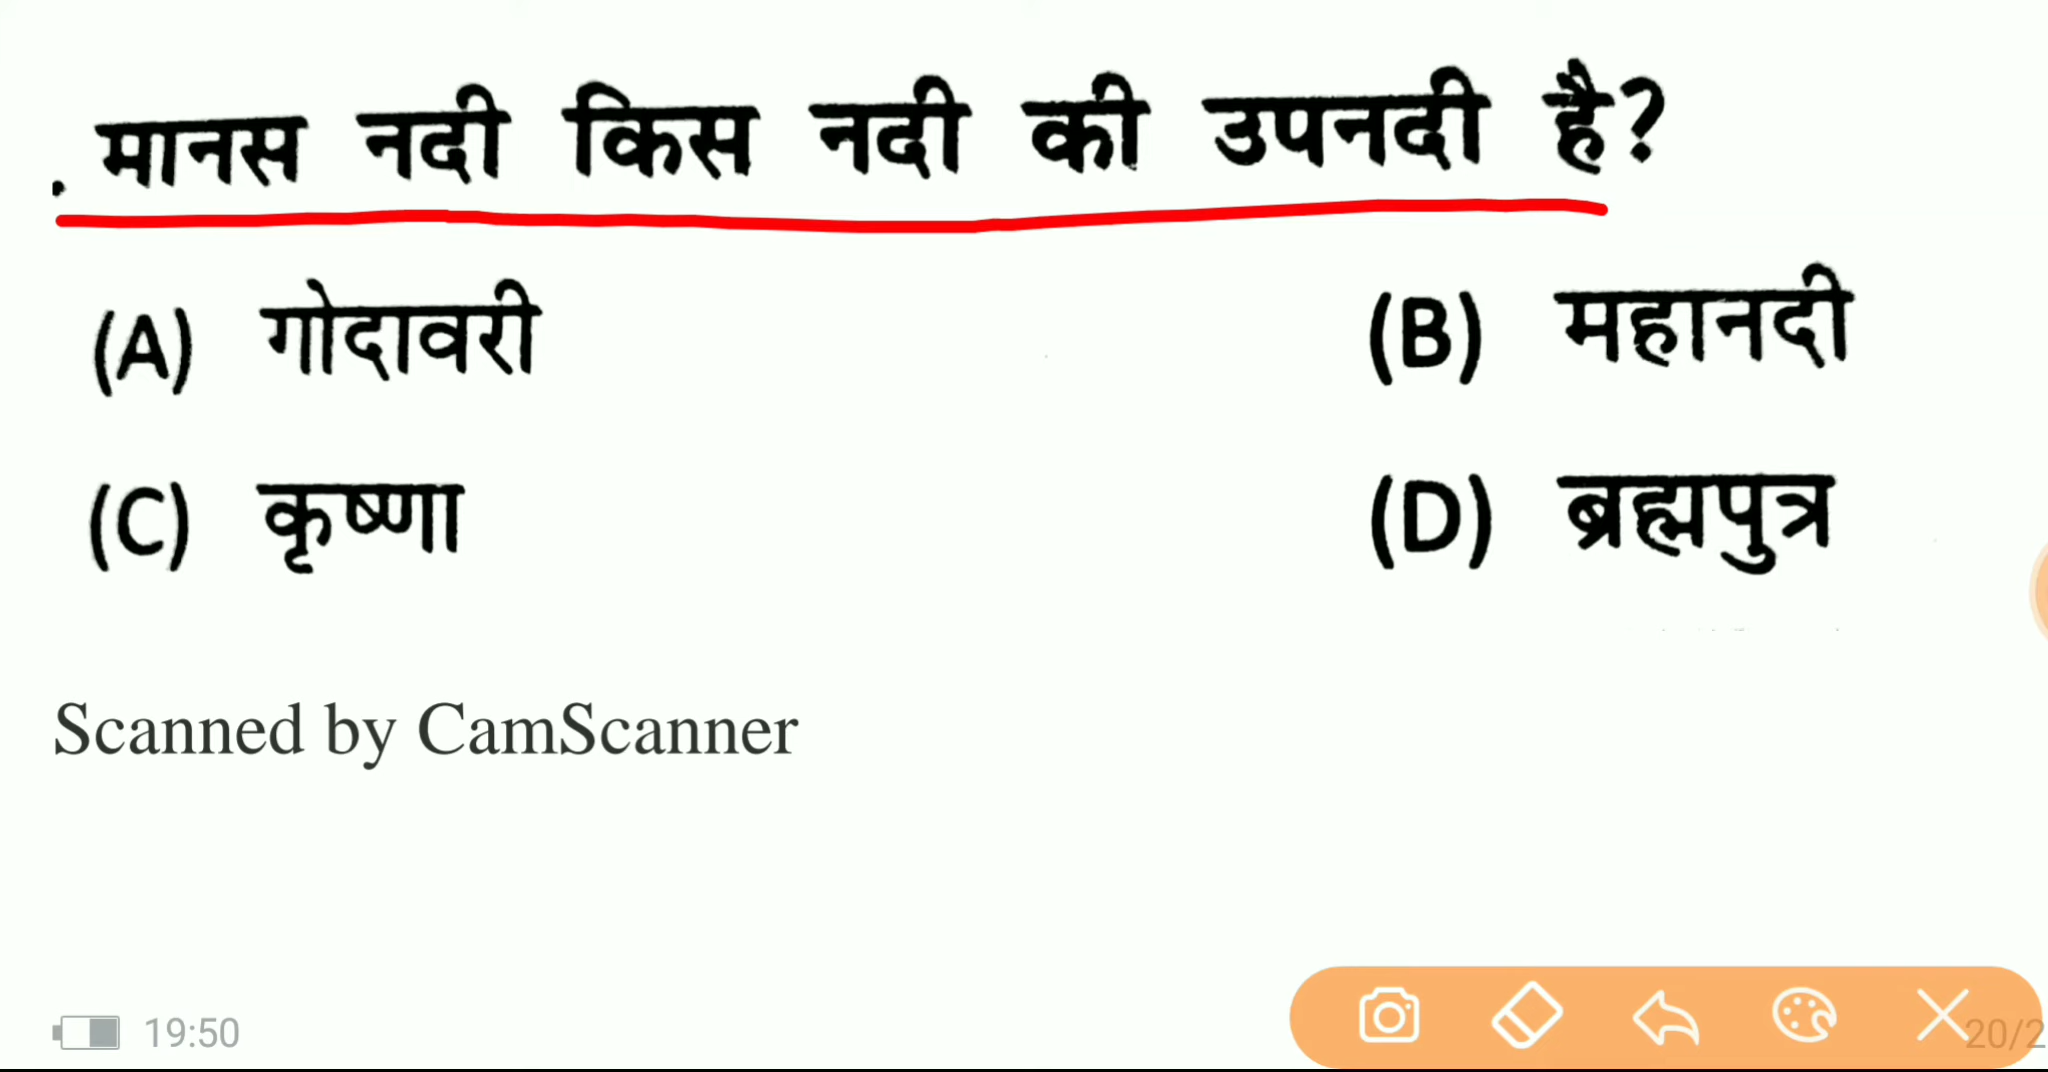 . मानस नदी किस नदी की उपनदी है?
(A) गोदावरी (B) महानदी
(C) कृष्णा (D) ब्रह्मपुत्र
Scanned by CamScanner
19:50 20/2